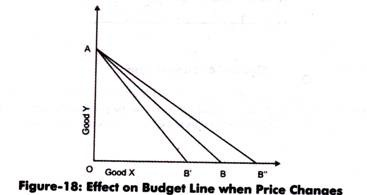 A
Good Y
O
Good X
B'
B
B"
Figure-18: Effect on Budget Line when Price Changes